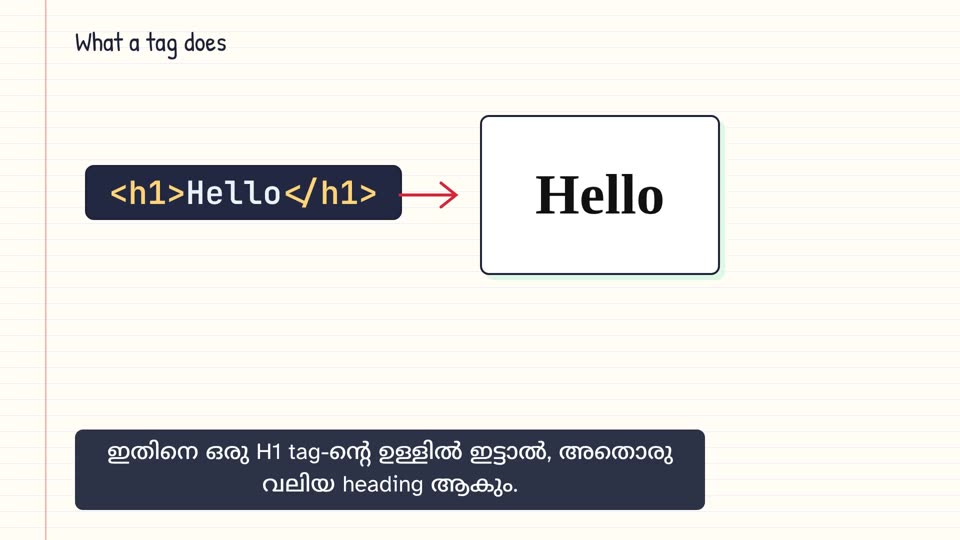 What a tag does
<h1>Hello</h1>
Hello
ഇതിനെ ഒരു H1 tag-ന്റെ ഉള്ളിൽ ഇട്ടാൽ, അതൊരു
വലിയ heading ആകും.